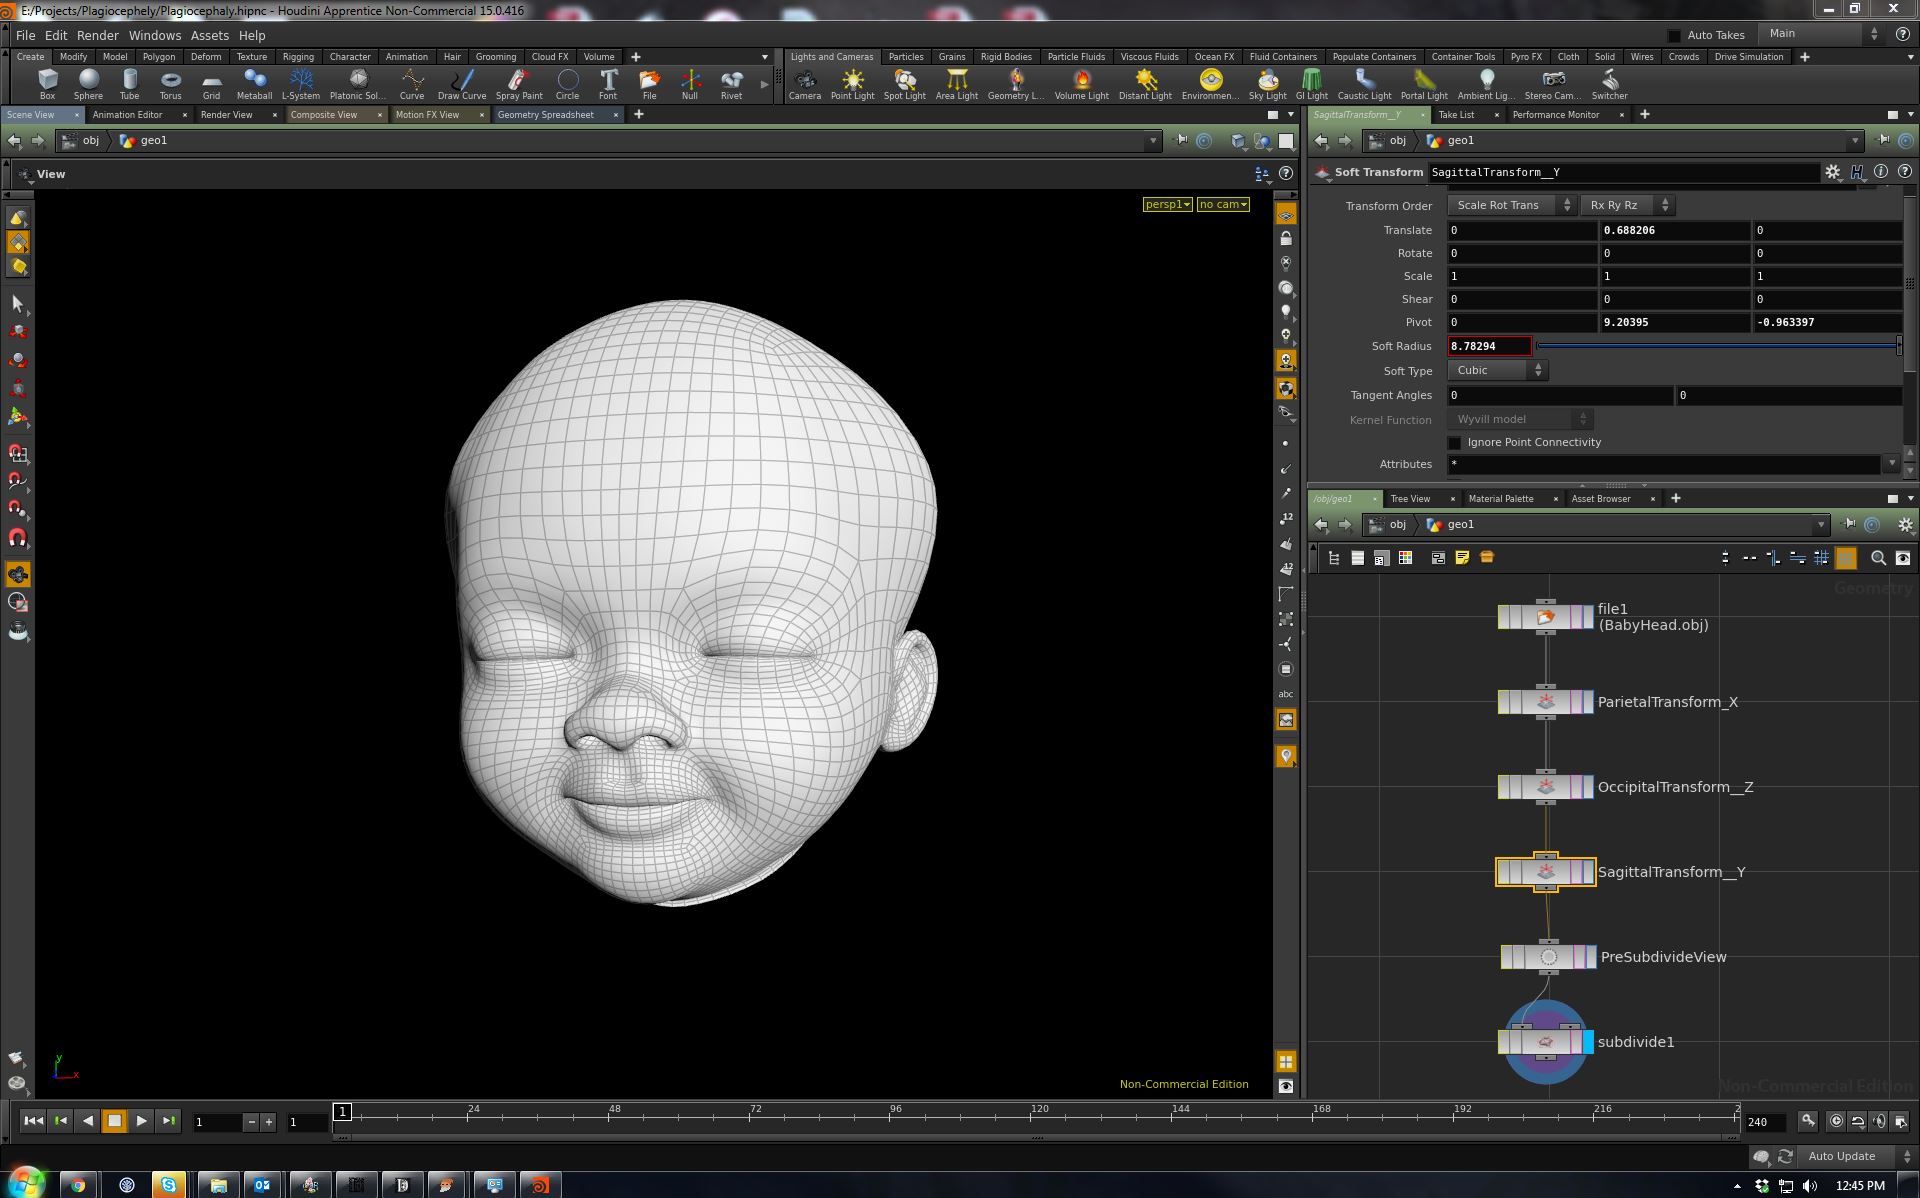 E:/Projects/Plagiocephely/Plagiocephaly.hipnc - Houdini Apprentice Non-Commercial 15.0.416
File Edit Render Windows Assets Help
Auto Takes Main
Create Modify Model Polygon Deform Texture Rigging Character Animation Hair Grooming Cloud FX Volume
Lights and Cameras Particles Grains Rigid Bodies Particle Fluids Viscous Fluids Ocean FX Fluid Containers Populate Containers Container Tools Pyro FX Cloth Solid Wires Crowds Drive Simulation
Box Sphere Tube Torus Grid Metaball L-System Platonic Sol... Curve Draw Curve Spray Paint Circle Font File Null Rivet
Camera Point Light Spot Light Area Light Geometry L... Volume Light Distant Light Environmen... Sky Light GI Light Caustic Light Portal Light Ambient Lig... Stereo Cam... Switcher
Scene View Animation Editor Render View Composite View Motion FX View Geometry Spreadsheet
obj geo1
View
persp1 no cam
12
12
abc
y
x
Non-Commercial Edition
SagittalTransform__Y Take List Performance Monitor
obj geo1
Soft Transform SagittalTransform__Y
Transform Order Scale Rot Trans Rx Ry Rz
Translate 0 0.688206 0
Rotate 0 0 0
Scale 1 1 1
Shear 0 0 0
Pivot 0 9.20395 -0.963397
Soft Radius 8.78294
Soft Type Cubic
Tangent Angles 0 0
Kernel Function Wyvill model
Ignore Point Connectivity
Attributes *
/obj/geo1 Tree View Material Palette Asset Browser
obj geo1
Geometry
file1
(BabyHead.obj)
ParietalTransform_X
OccipitalTransform__Z
SagittalTransform__Y
PreSubdivideView
subdivide1
Non-Commercial Edition
1 1 1 24 48 72 96 120 144 168 192 216 2 240
Auto Update
12:45 PM